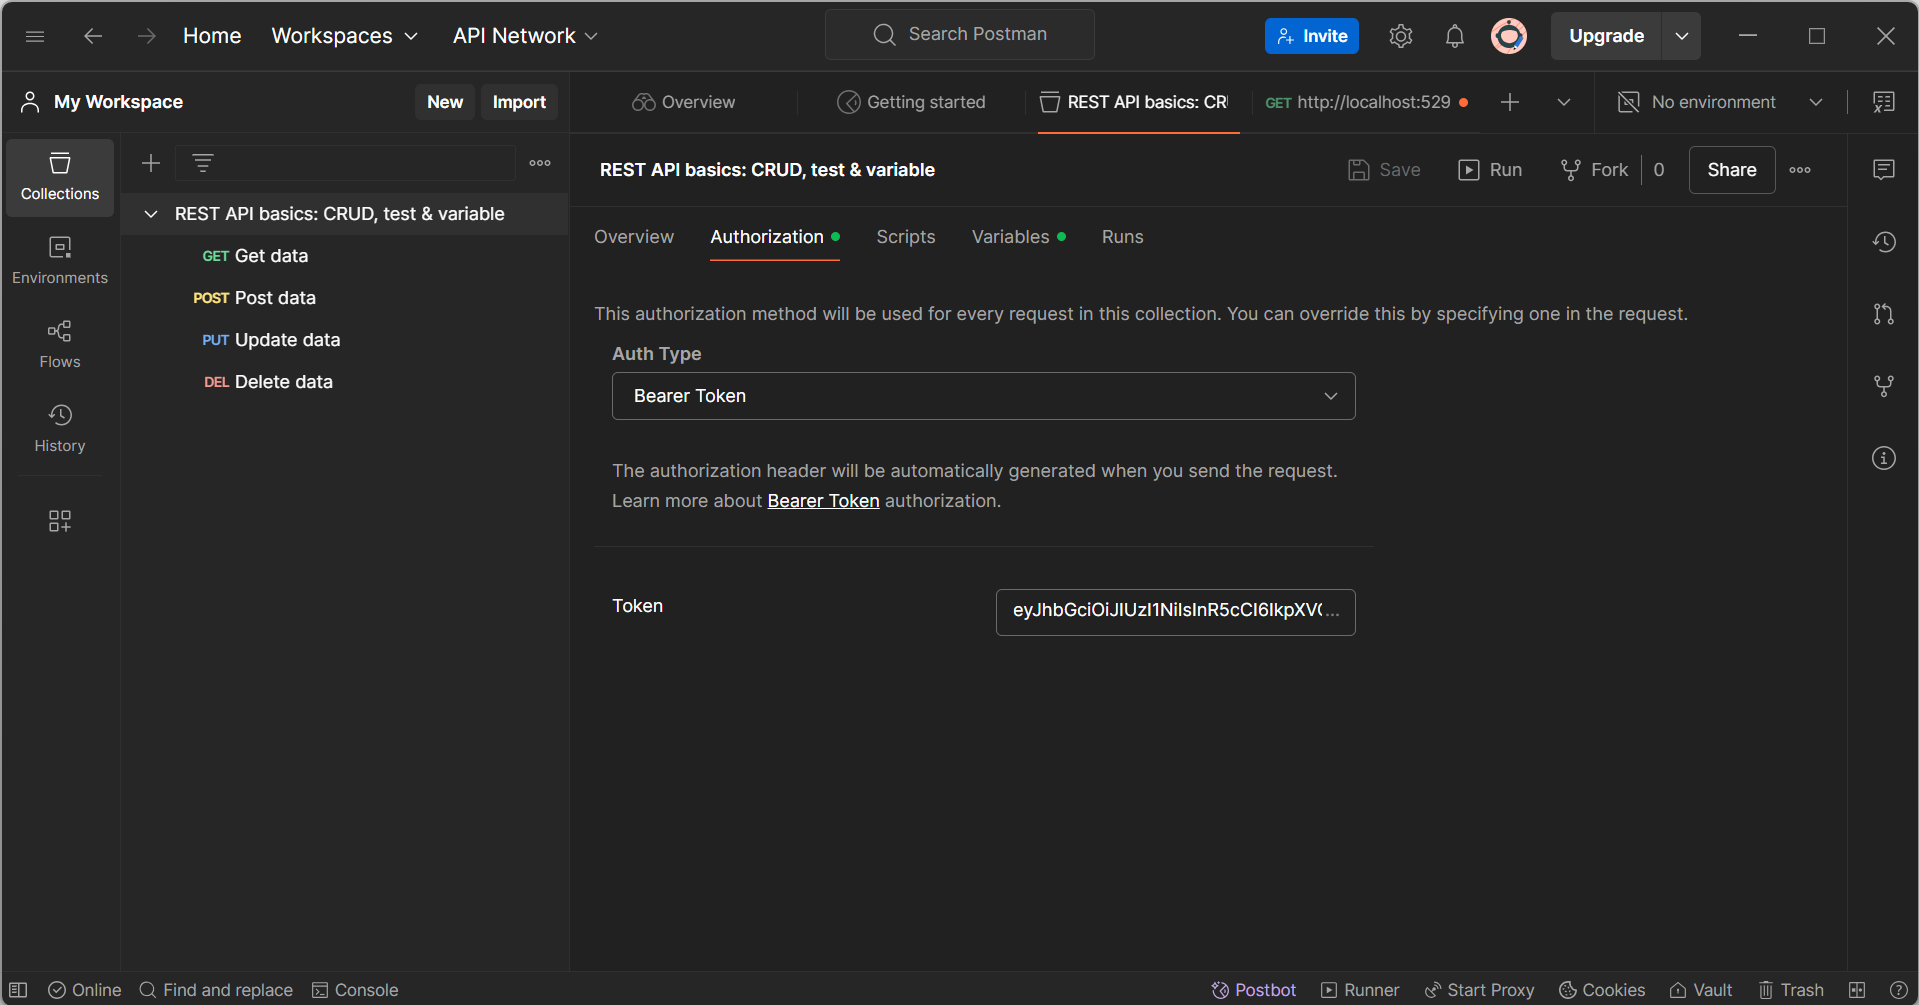 Home Workspaces API Network Search Postman Invite Upgrade
My Workspace New Import Overview Getting started REST API basics: CR GET http://localhost:529 No environment
Collections
Environments
Flows
History
REST API basics: CRUD, test & variable
GET Get data
POST Post data
PUT Update data
DEL Delete data
REST API basics: CRUD, test & variable Save Run Fork 0 Share
Overview Authorization Scripts Variables Runs
This authorization method will be used for every request in this collection. You can override this by specifying one in the request.
Auth Type
Bearer Token
The authorization header will be automatically generated when you send the request.
Learn more about Bearer Token authorization.
Token eyJhbGciOiJIUzI1NiIsInR5cCI6IkpXVC...
Online Find and replace Console Postbot Runner Start Proxy Cookies Vault Trash